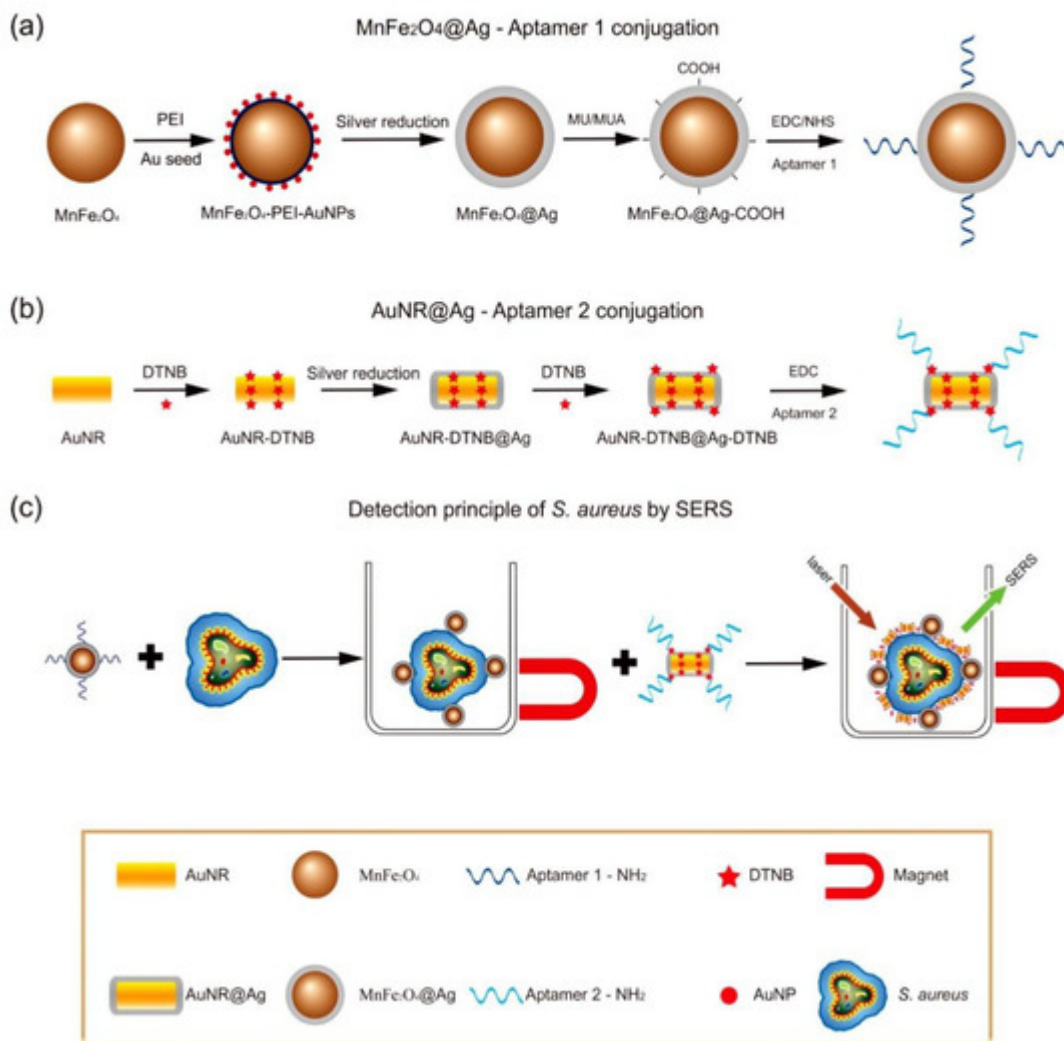 (a)
MnFe₂O₄@Ag - Aptamer 1 conjugation
PEI
Au seed
Silver reduction
MU/MUA
COOH
EDC/NHS
Aptamer 1
MnFe₂O₄
MnFe₂O₄-PEI-AuNPs
MnFe₂O₄@Ag
MnFe₂O₄@Ag-COOH
(b)
AuNR@Ag - Aptamer 2 conjugation
DTNB
Silver reduction
DTNB
EDC
Aptamer 2
AuNR
AuNR-DTNB
AuNR-DTNB@Ag
AuNR-DTNB@Ag-DTNB
(c)
Detection principle of S. aureus by SERS
laser
SERS
AuNR
MnFe₂O₄
Aptamer 1 - NH₂
DTNB
Magnet
AuNR@Ag
MnFe₂O₄@Ag
Aptamer 2 - NH₂
AuNP
S. aureus